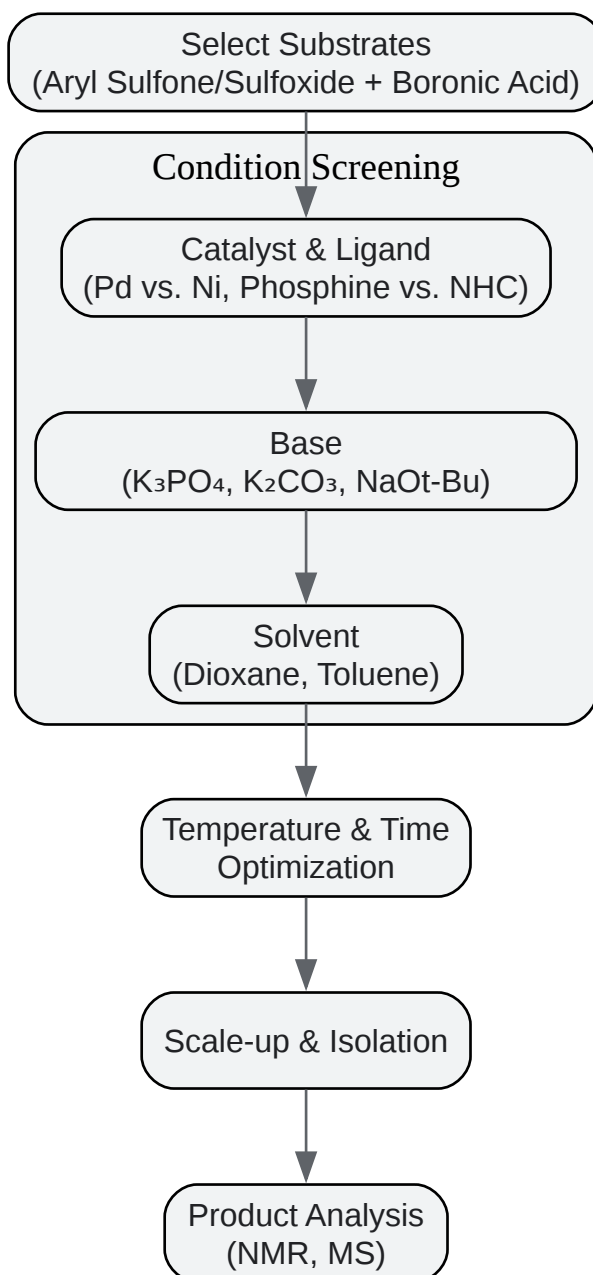 Select Substrates
(Aryl Sulfone/Sulfoxide + Boronic Acid)
Condition Screening
Catalyst & Ligand
(Pd vs. Ni, Phosphine vs. NHC)
Base
(K₃PO₄, K₂CO₃, NaOt-Bu)
Solvent
(Dioxane, Toluene)
Temperature & Time
Optimization
Scale-up & Isolation
Product Analysis
(NMR, MS)